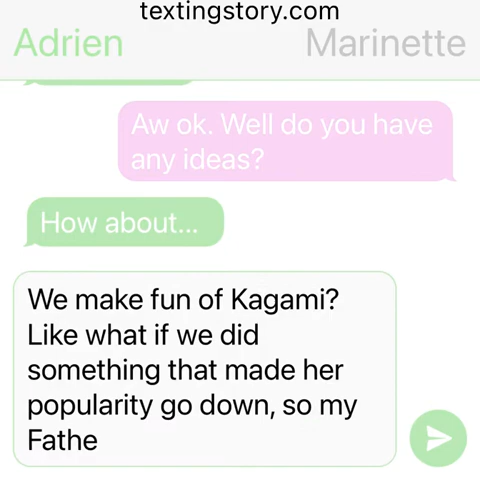 textingstory.com
Adrien Marinette
Aw ok. Well do you have
any ideas?
How about...
We make fun of Kagami?
Like what if we did
something that made her
popularity go down, so my
Fathe